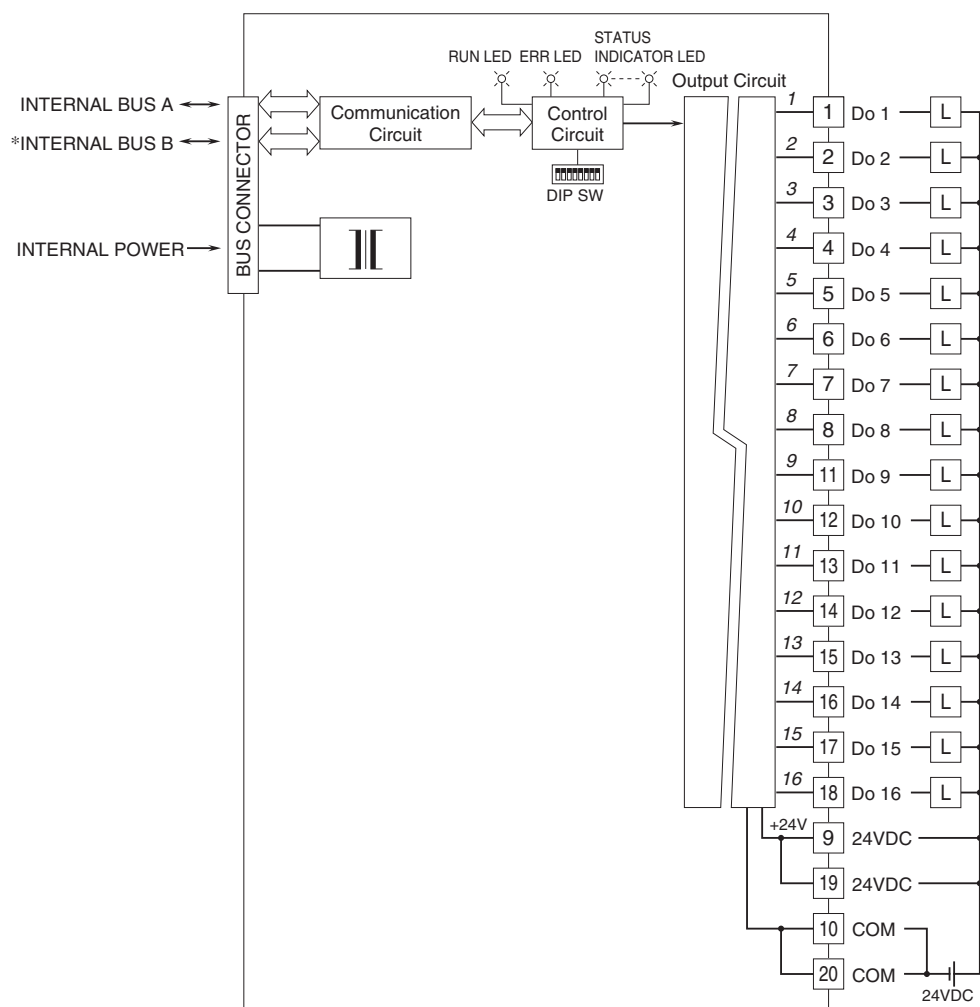 STATUS
RUN LED ERR LED INDICATOR LED
Output Circuit
INTERNAL BUS A
*INTERNAL BUS B
INTERNAL POWER
BUS CONNECTOR
Communication
Circuit
Control
Circuit
DIP SW
1 1 Do 1 L
2 2 Do 2 L
3 3 Do 3 L
4 4 Do 4 L
5 5 Do 5 L
6 6 Do 6 L
7 7 Do 7 L
8 8 Do 8 L
9 11 Do 9 L
10 12 Do 10 L
11 13 Do 11 L
12 14 Do 12 L
13 15 Do 13 L
14 16 Do 14 L
15 17 Do 15 L
16 18 Do 16 L
+24V 9 24VDC
19 24VDC
10 COM
20 COM
24VDC